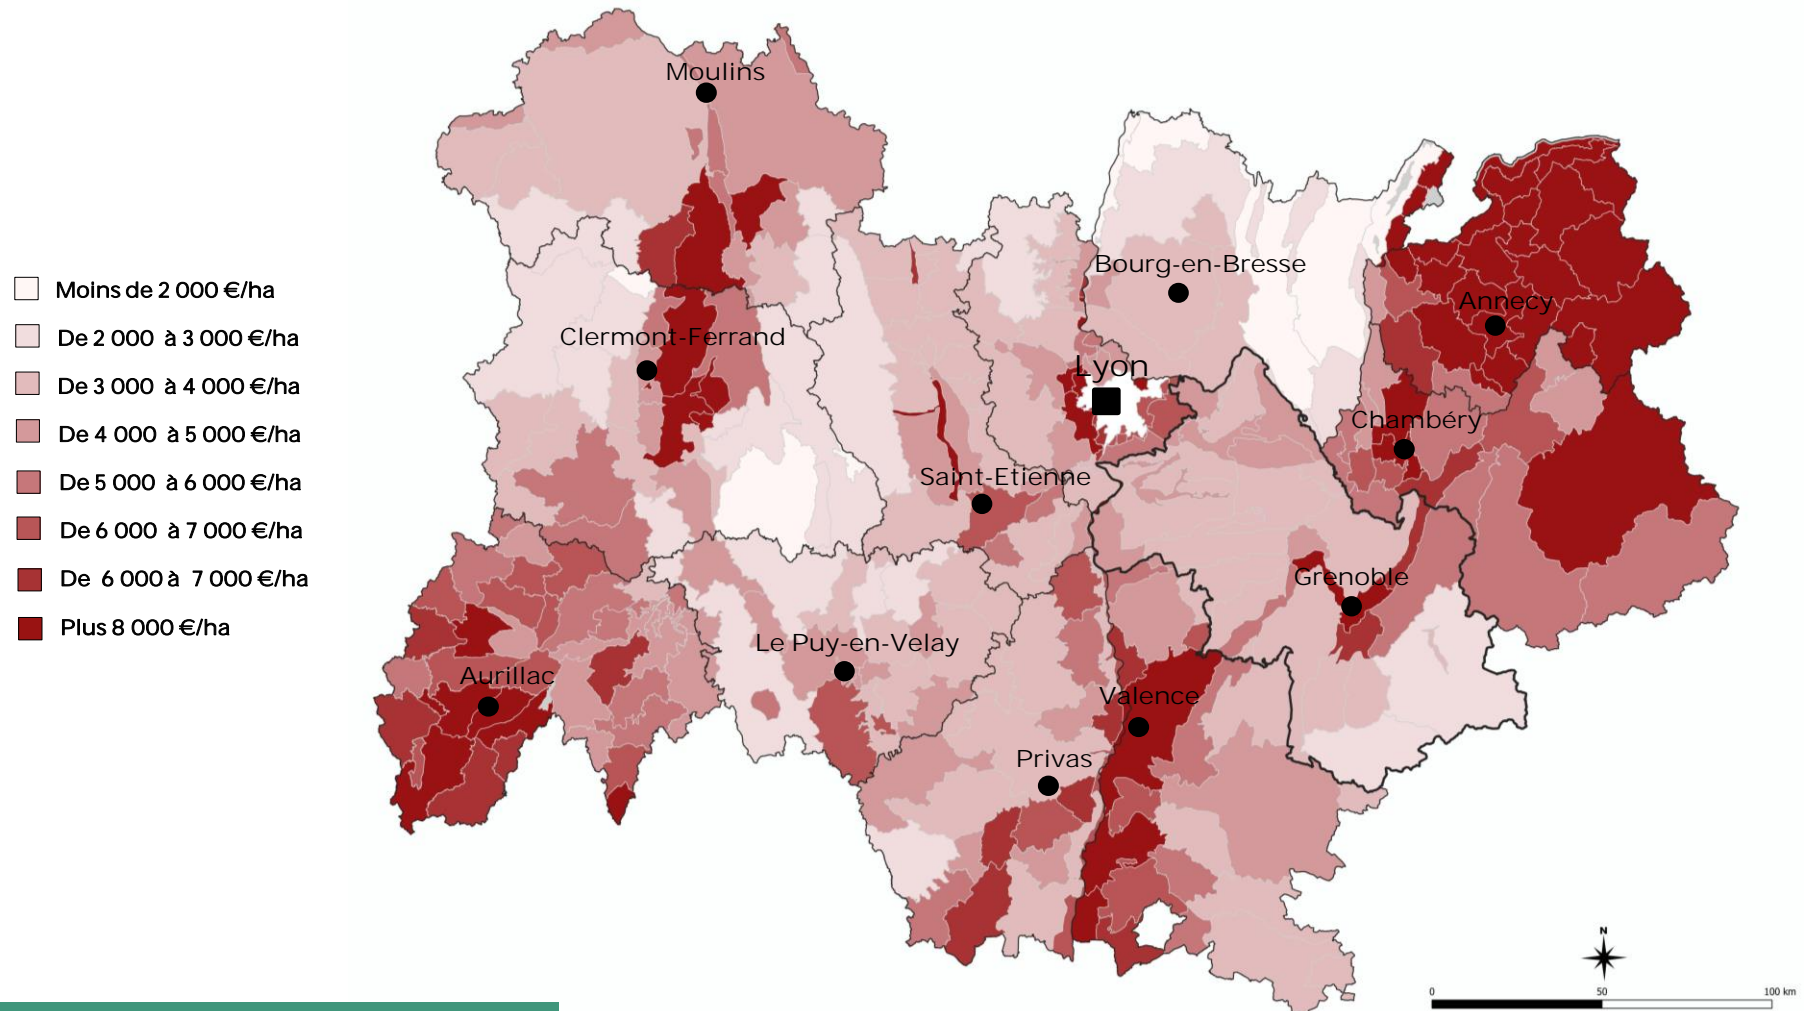 Moins de 2 000 €/ha
De 2 000 à 3 000 €/ha
De 3 000 à 4 000 €/ha
De 4 000 à 5 000 €/ha
De 5 000 à 6 000 €/ha
De 6 000 à 7 000 €/ha
De 6 000 à 7 000 €/ha
Plus 8 000 €/ha
Moulins
Bourg-en-Bresse
Annecy
Clermont-Ferrand
Lyon
Chambéry
Saint-Etienne
Grenoble
Le Puy-en-Velay
Aurillac
Valence
Privas
N
0 50 100 km